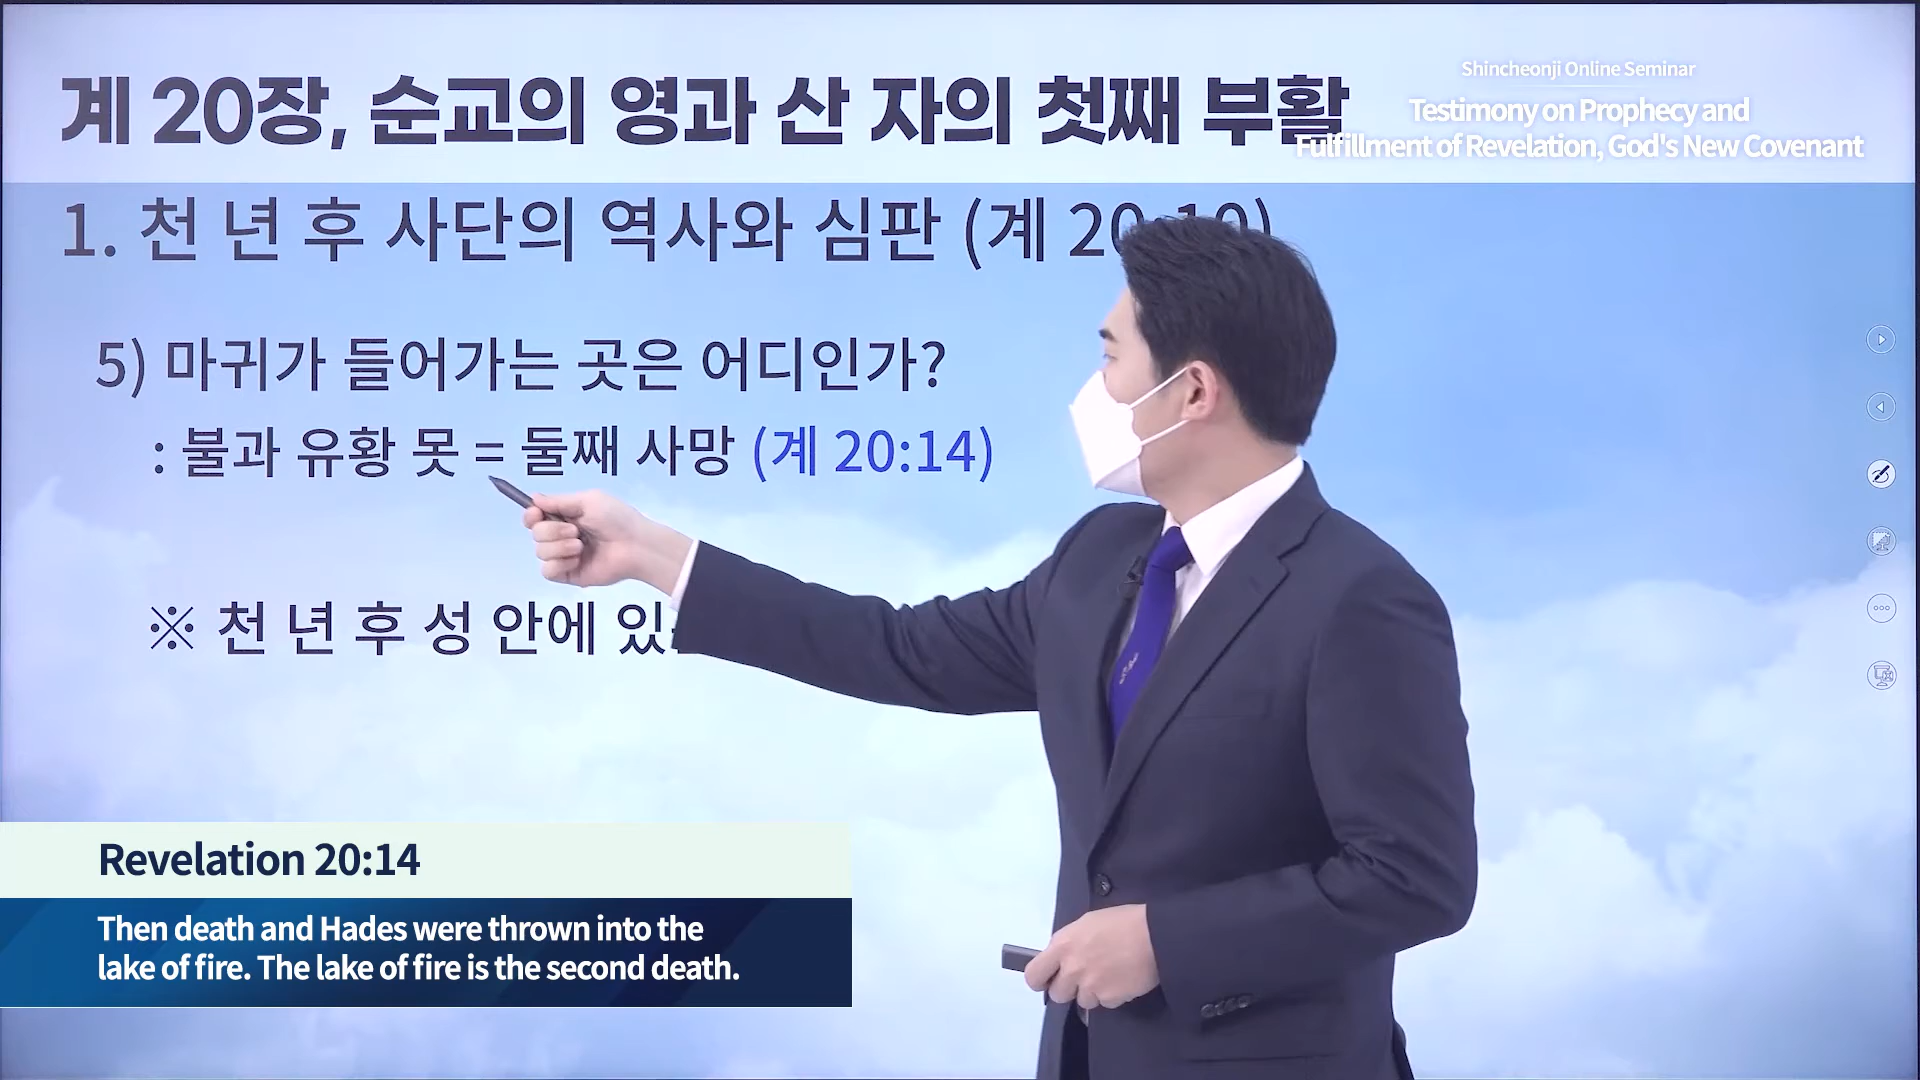 계 20장, 순교의 영과 산 자의 첫째 부활
Shincheonji Online Seminar
Testimony on Prophecy and
Fulfillment of Revelation, God's New Covenant
1. 천 년 후 사단의 역사와 심판 (계 20:10)
5) 마귀가 들어가는 곳은 어디인가?
: 불과 유황 못 = 둘째 사망 (계 20:14)
※ 천 년 후 성 안에
Revelation 20:14
Then death and Hades were thrown into the
lake of fire. The lake of fire is the second death.